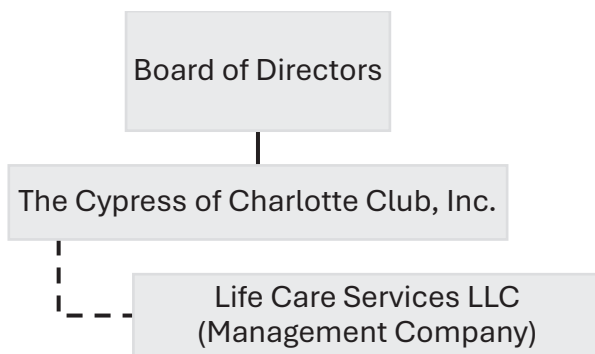 Board of Directors
The Cypress of Charlotte Club, Inc.
Life Care Services LLC
(Management Company)